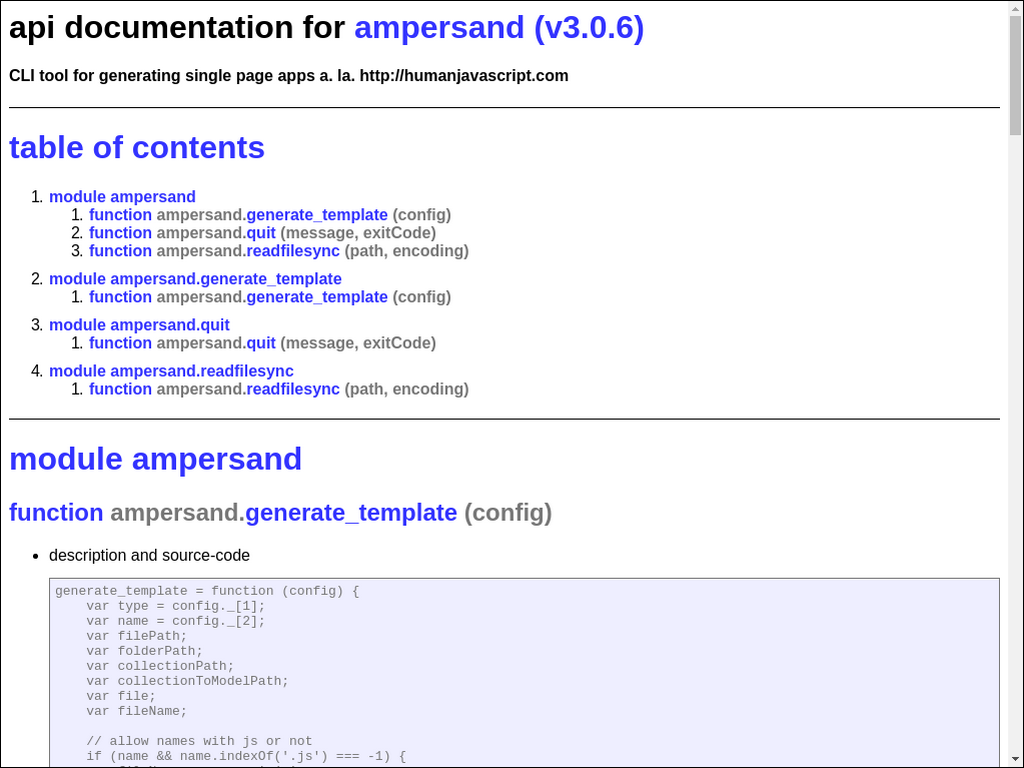 api documentation for ampersand (v3.0.6)
CLI tool for generating single page apps a. la. http://humanjavascript.com
table of contents
1. module ampersand
1. function ampersand.generate_template (config)
2. function ampersand.quit (message, exitCode)
3. function ampersand.readfilesync (path, encoding)
2. module ampersand.generate_template
1. function ampersand.generate_template (config)
3. module ampersand.quit
1. function ampersand.quit (message, exitCode)
4. module ampersand.readfilesync
1. function ampersand.readfilesync (path, encoding)
module ampersand
function ampersand.generate_template (config)
• description and source-code
generate_template = function (config) {
var type = config._[1];
var name = config._[2];
var filePath;
var folderPath;
var collectionPath;
var collectionToModelPath;
var file;
var fileName;
// allow names with js or not
if (name && name.indexOf('.js') === -1) {